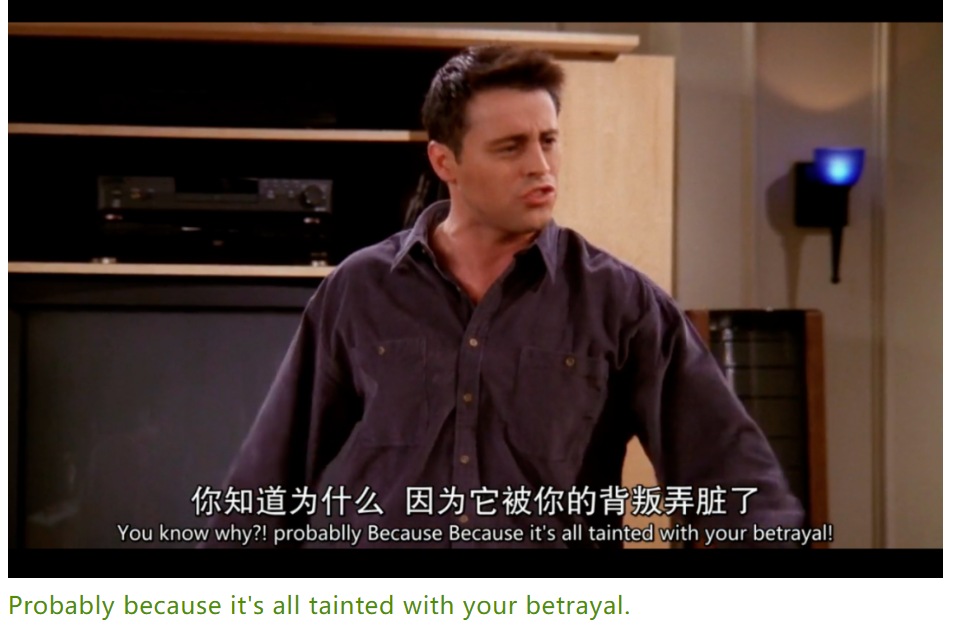 你知道为什么 因为它被你的背叛弄脏了
You know why?! probablly Because Because it's all tainted with your betrayal!
Probably because it's all tainted with your betrayal.